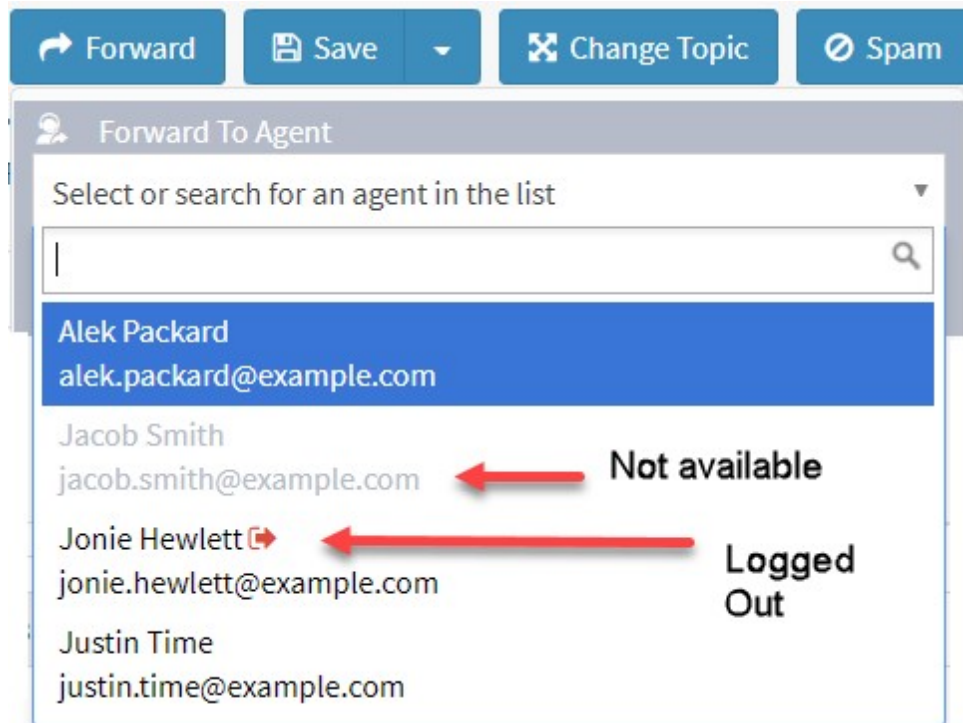 Forward Save Change Topic Spam
Forward To Agent
Select or search for an agent in the list
Alek Packard
alek.packard@example.com
Jacob Smith
jacob.smith@example.com
Not available
Jonie Hewlett
jonie.hewlett@example.com
Logged
Out
Justin Time
justin.time@example.com